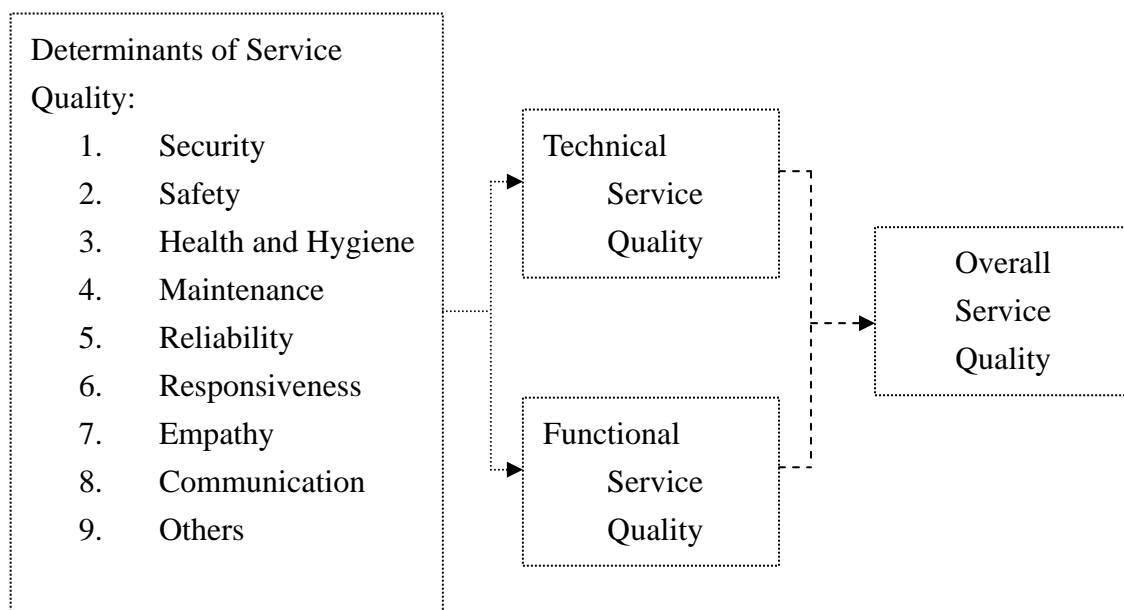 Determinants of Service
Quality:
1. Security
2. Safety
3. Health and Hygiene
4. Maintenance
5. Reliability
6. Responsiveness
7. Empathy
8. Communication
9. Others
Technical
Service
Quality
Functional
Service
Quality
Overall
Service
Quality